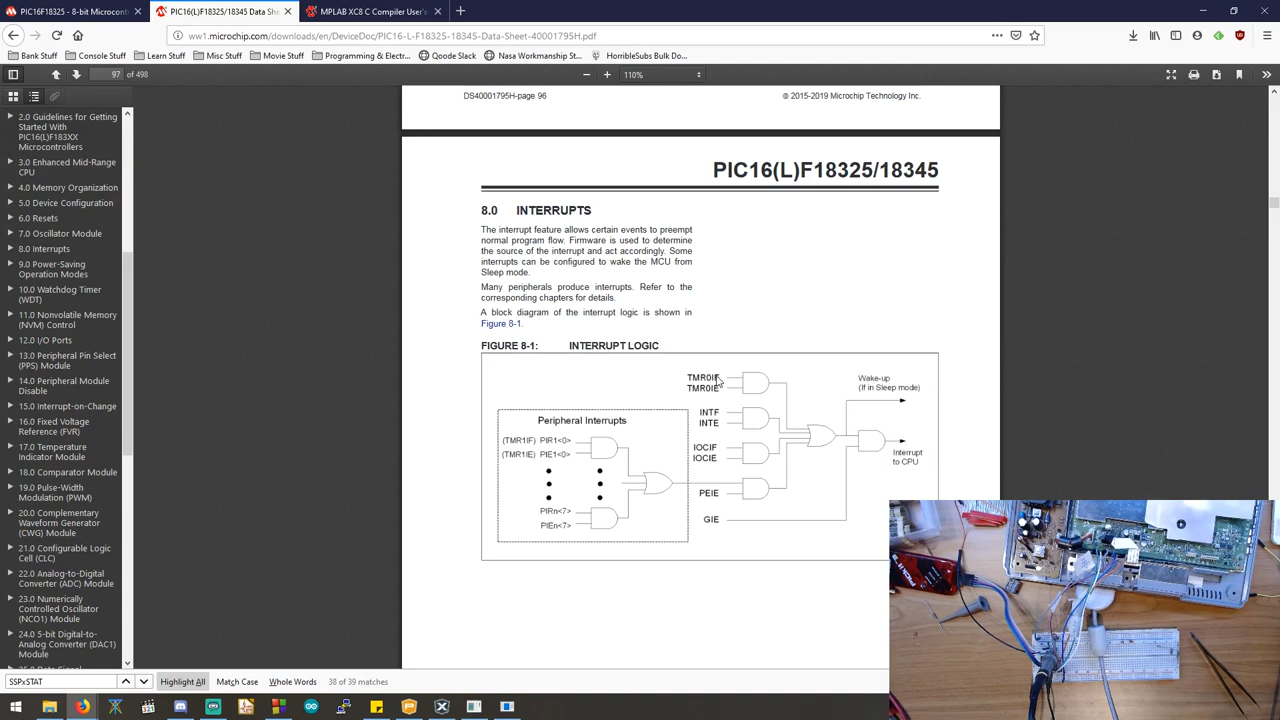 PIC16F18325 - 8-bit Microcont
PIC16(L)F18325/18345 Data She
MPLAB XC8 C Compiler User's
ww1.microchip.com/downloads/en/DeviceDoc/PIC16-L-F18325-18345-Data-Sheet-40001795H.pdf
Bank Stuff
Console Stuff
Learn Stuff
Misc Stuff
Movie Stuff
Programming & Electr...
Qode Slack
Nasa Workmanship St...
HorribleSubs Bulk Do...
97 of 498
110%
2.0 Guidelines for Getting
Started With
PIC16(L)F183XX
Microcontrollers
3.0 Enhanced Mid-Range
CPU
4.0 Memory Organization
5.0 Device Configuration
6.0 Resets
7.0 Oscillator Module
8.0 Interrupts
9.0 Power-Saving
Operation Modes
10.0 Watchdog Timer
(WDT)
11.0 Nonvolatile Memory
(NVM) Control
12.0 I/O Ports
13.0 Peripheral Pin Select
(PPS) Module
14.0 Peripheral Module
Disable
15.0 Interrupt-on-Change
16.0 Fixed Voltage
Reference (FVR)
17.0 Temperature
Indicator Module
18.0 Comparator Module
19.0 Pulse-Width
Modulation (PWM)
20.0 Complementary
Waveform Generator
(CWG) Module
21.0 Configurable Logic
Cell (CLC)
22.0 Analog-to-Digital
Converter (ADC) Module
23.0 Numerically
Controlled Oscillator
(NCO1) Module
24.0 5-bit Digital-to-
Analog Converter (DAC1)
Module
DS40001795H-page 96
© 2015-2019 Microchip Technology Inc.
PIC16(L)F18325/18345
8.0 INTERRUPTS
The interrupt feature allows certain events to preempt
normal program flow. Firmware is used to determine
the source of the interrupt and act accordingly. Some
interrupts can be configured to wake the MCU from
Sleep mode.
Many peripherals produce interrupts. Refer to the
corresponding chapters for details.
A block diagram of the interrupt logic is shown in
Figure 8-1.
FIGURE 8-1: INTERRUPT LOGIC
TMR0IF
TMR0IE
INTF
INTE
IOCIF
IOCIE
PEIE
GIE
Wake-up
(If in Sleep mode)
Interrupt
to CPU
Peripheral Interrupts
(TMR1IF) PIR1<0>
(TMR1IE) PIE1<0>
PIRn<7>
PIEn<7>
SSPxSTAT
Highlight All
Match Case
Whole Words
38 of 39 matches